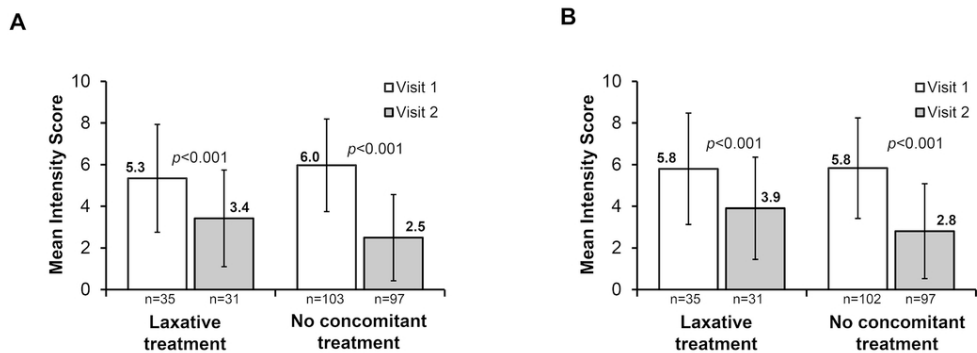 A
Mean Intensity Score
10
8
6
4
2
0
Visit 1
Visit 2
5.3
p<0.001
3.4
6.0
p<0.001
2.5
n=35
n=31
n=103
n=97
Laxative
treatment
No concomitant
treatment
B
Mean Intensity Score
10
8
6
4
2
0
Visit 1
Visit 2
5.8
p<0.001
3.9
5.8
p<0.001
2.8
n=35
n=31
n=102
n=97
Laxative
treatment
No concomitant
treatment